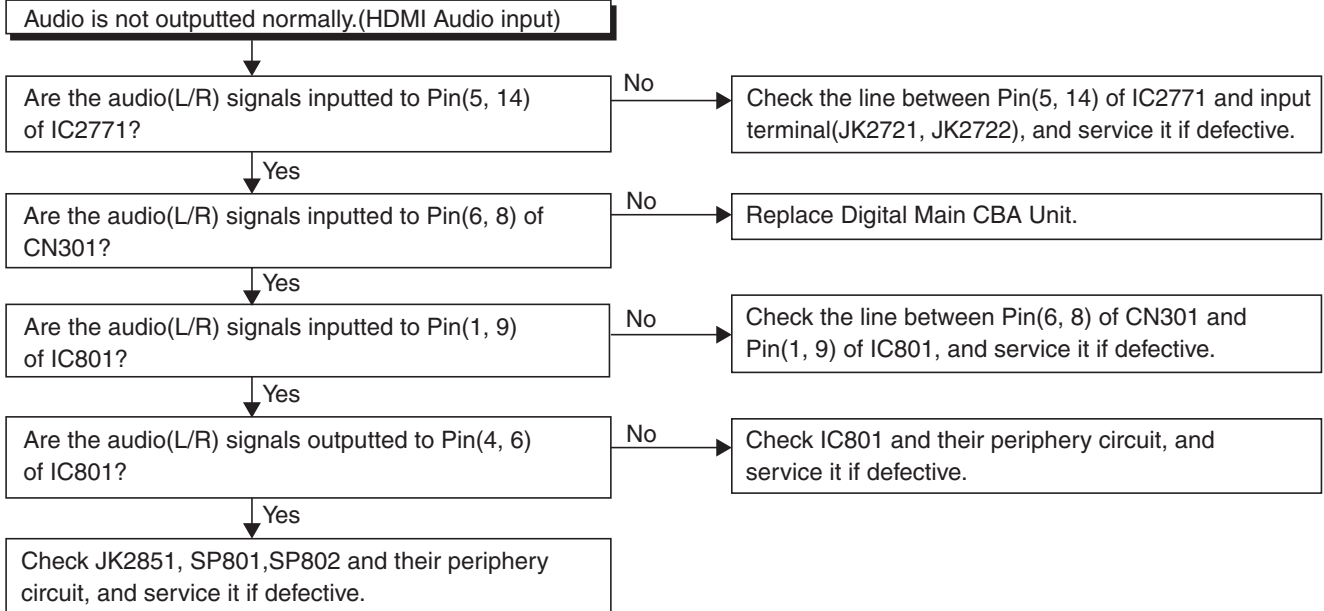 Audio is not outputted normally.(HDMI Audio input)
Are the audio(L/R) signals inputted to Pin(5, 14)
of IC2771?
No
Check the line between Pin(5, 14) of IC2771 and input
terminal(JK2721, JK2722), and service it if defective.
Yes
Are the audio(L/R) signals inputted to Pin(6, 8) of
CN301?
No
Replace Digital Main CBA Unit.
Yes
Are the audio(L/R) signals inputted to Pin(1, 9)
of IC801?
No
Check the line between Pin(6, 8) of CN301 and
Pin(1, 9) of IC801, and service it if defective.
Yes
Are the audio(L/R) signals outputted to Pin(4, 6)
of IC801?
No
Check IC801 and their periphery circuit, and
service it if defective.
Yes
Check JK2851, SP801,SP802 and their periphery
circuit, and service it if defective.